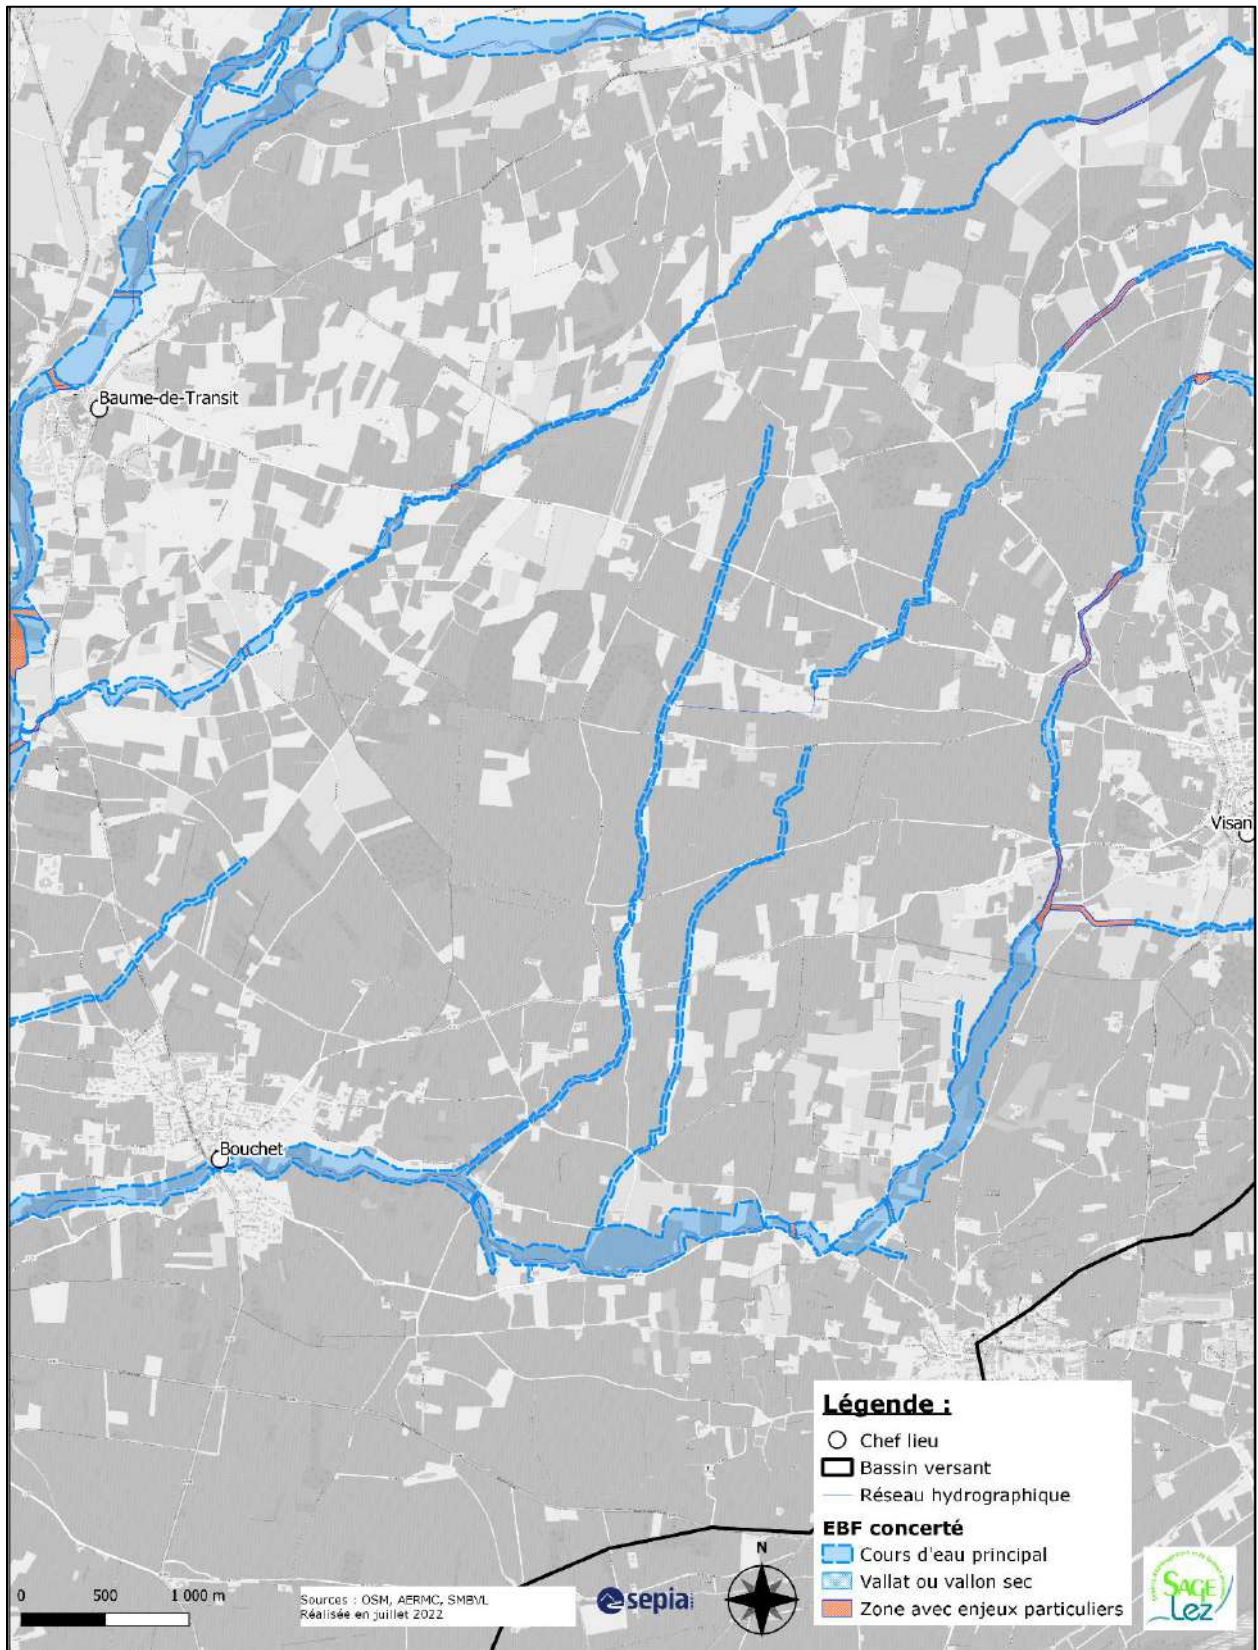 Baume-de-Transit
Visan
Bouchet
Légende :
Chef lieu
Bassin versant
Réseau hydrographique
EBF concerté
Cours d'eau principal
Vallat ou vallon sec
Zone avec enjeux particuliers
N
0 500 1 000 m
Sources : OSM, AERMC, SMBVL
Réalisée en juillet 2022
sepia
SAGE
Lez